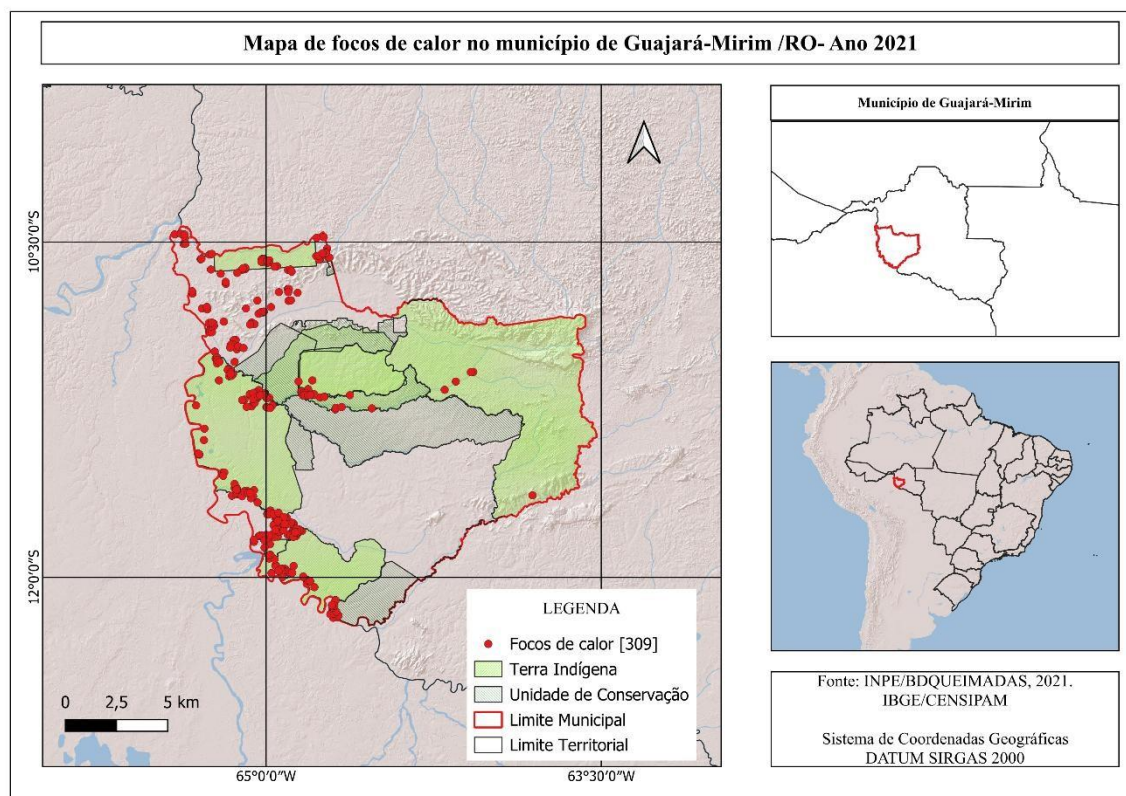 Mapa de focos de calor no município de Guajará-Mirim /RO- Ano 2021
10°30'0"S
12°0'0"S
65°0'0"W
63°30'0"W
0 2,5 5 km
LEGENDA
Focos de calor [309]
Terra Indígena
Unidade de Conservação
Limite Municipal
Limite Territorial
Município de Guajará-Mirim
Fonte: INPE/BDQUEIMADAS, 2021.
IBGE/CENSIPAM
Sistema de Coordenadas Geográficas
DATUM SIRGAS 2000